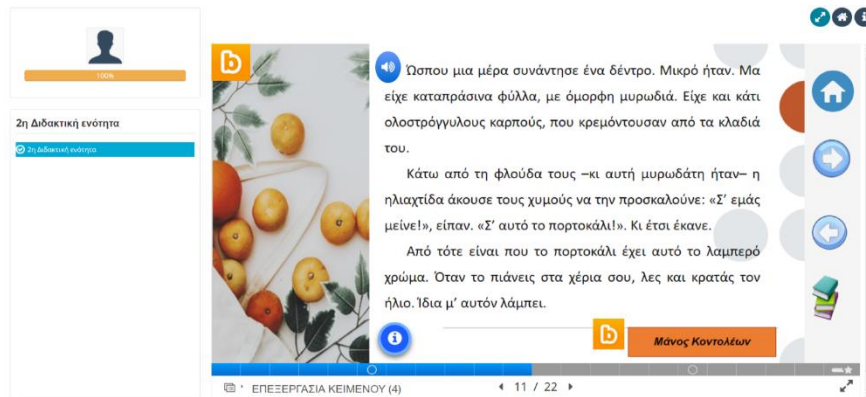 100%
2η Διδακτική ενότητα
2η Διδακτική ενότητα
Ώσπου μια μέρα συνάντησε ένα δέντρο. Μικρό ήταν. Μα
είχε καταπράσινα φύλλα, με όμορφη μυρωδιά. Είχε και κάτι
ολοστρόγγυλους καρπούς, που κρεμόντουσαν από τα κλαδιά
του.
Κάτω από τη φλούδα τους –κι αυτή μυρωδάτη ήταν– η
ηλιαχτίδα άκουσε τους χυμούς να την προσκαλούνε: «Σ’ εμάς
μείνε!», είπαν. «Σ’ αυτό το πορτοκάλι!». Κι έτσι έκανε.
Από τότε είναι που το πορτοκάλι έχει αυτό το λαμπερό
χρώμα. Όταν το πιάνεις στα χέρια σου, λες και κρατάς τον
ήλιο. Ίδια μ’ αυτόν λάμπει.
Μάνος Κοντολέων
ΕΠΕΞΕΡΓΑΣΙΑ ΚΕΙΜΕΝΟΥ (4)
11 / 22